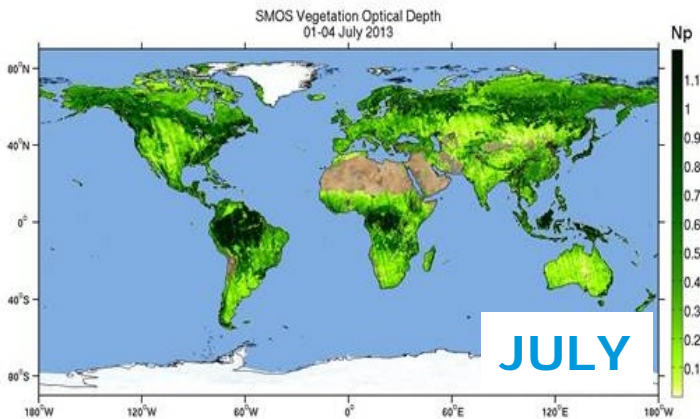 SMOS Vegetation Optical Depth
01-04 July 2013
Np
80°N
40°N
0°
40°S
80°S
1.1
1
0.9
0.8
0.7
0.6
0.5
0.4
0.3
0.2
0.1
JULY
180°W 120°W 60°W 0° 60°E 120°E 180°W